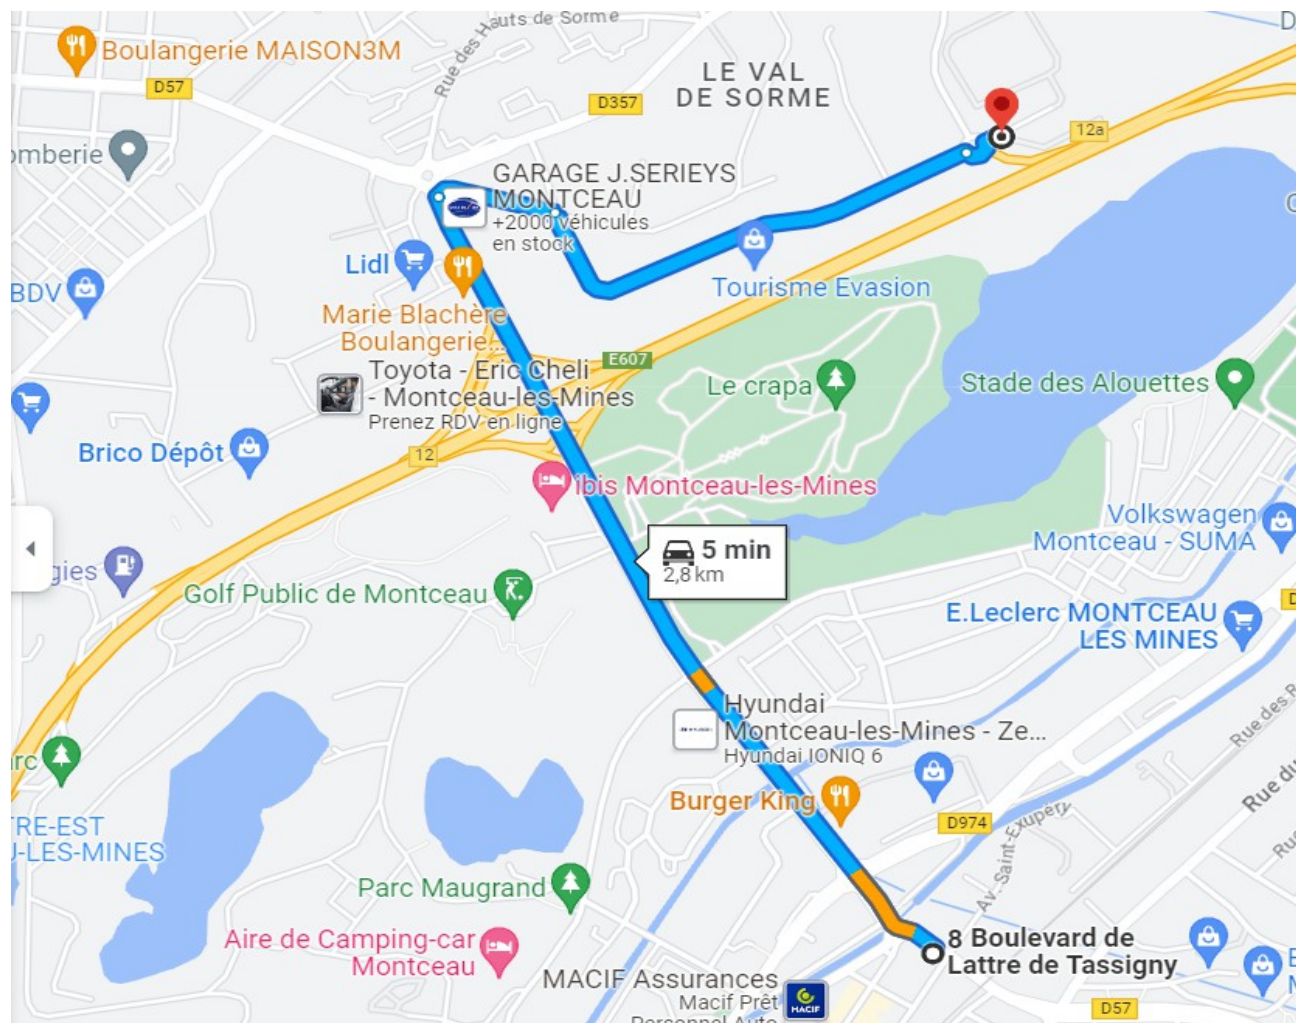 Rue des Hauts de Sorme
Boulangerie MAISON3M
D57
LE VAL
DE SORME
D357
12a
omberie
GARAGE J.SERIEYS
MONTCEAU
+2000 véhicules
en stock
Lidl
BDV
Tourisme Evasion
Marie Blachère
Boulangerie...
E607
Toyota - Eric Cheli
- Montceau-les-Mines
Prenez RDV en ligne
Le crapa
Stade des Alouettes
Brico Dépôt
12
ibis Montceau-les-Mines
Volkswagen
Montceau - SUMA
5 min
2,8 km
gies
Golf Public de Montceau
E.Leclerc MONTCEAU
LES MINES
Hyundai
Montceau-les-Mines - Ze...
Hyundai IONIQ 6
Rue des
Rue du
Burger King
D974
Av. Saint-Exupéry
TRE-EST
J-LES-MINES
Parc Maugrand
Aire de Camping-car
Montceau
8 Boulevard de
Lattre de Tassigny
MACIF Assurances
Macif Prêt
Personnel Auto
MACIF
D57